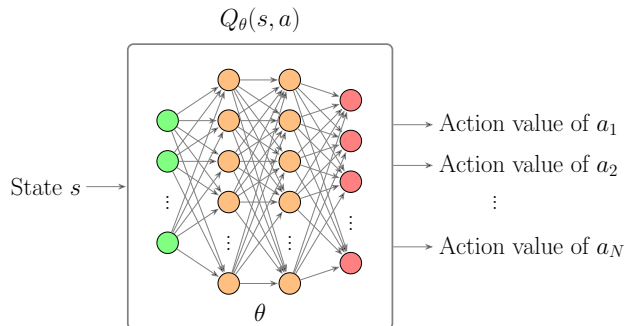 Q_θ(s, a)
State s
Action value of a_1
Action value of a_2
⋮
Action value of a_N
θ